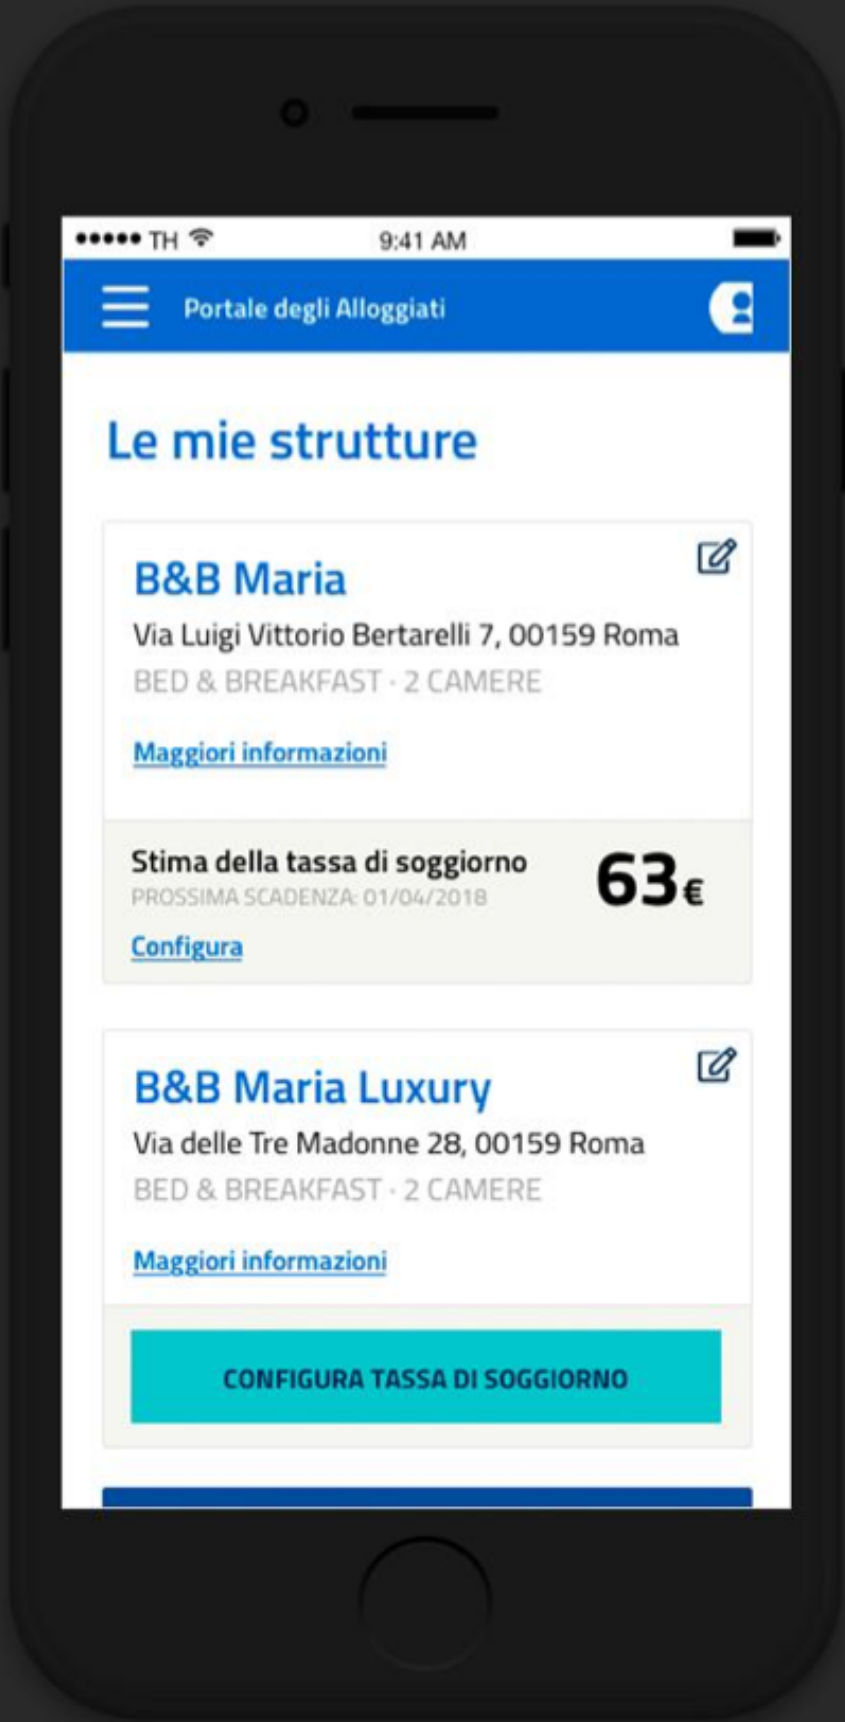 ●●●●● TH 9:41 AM
Portale degli Alloggiati
Le mie strutture
B&B Maria
Via Luigi Vittorio Bertarelli 7, 00159 Roma
BED & BREAKFAST · 2 CAMERE
Maggiori informazioni
Stima della tassa di soggiorno
63€
PROSSIMA SCADENZA: 01/04/2018
Configura
B&B Maria Luxury
Via delle Tre Madonne 28, 00159 Roma
BED & BREAKFAST · 2 CAMERE
Maggiori informazioni
CONFIGURA TASSA DI SOGGIORNO